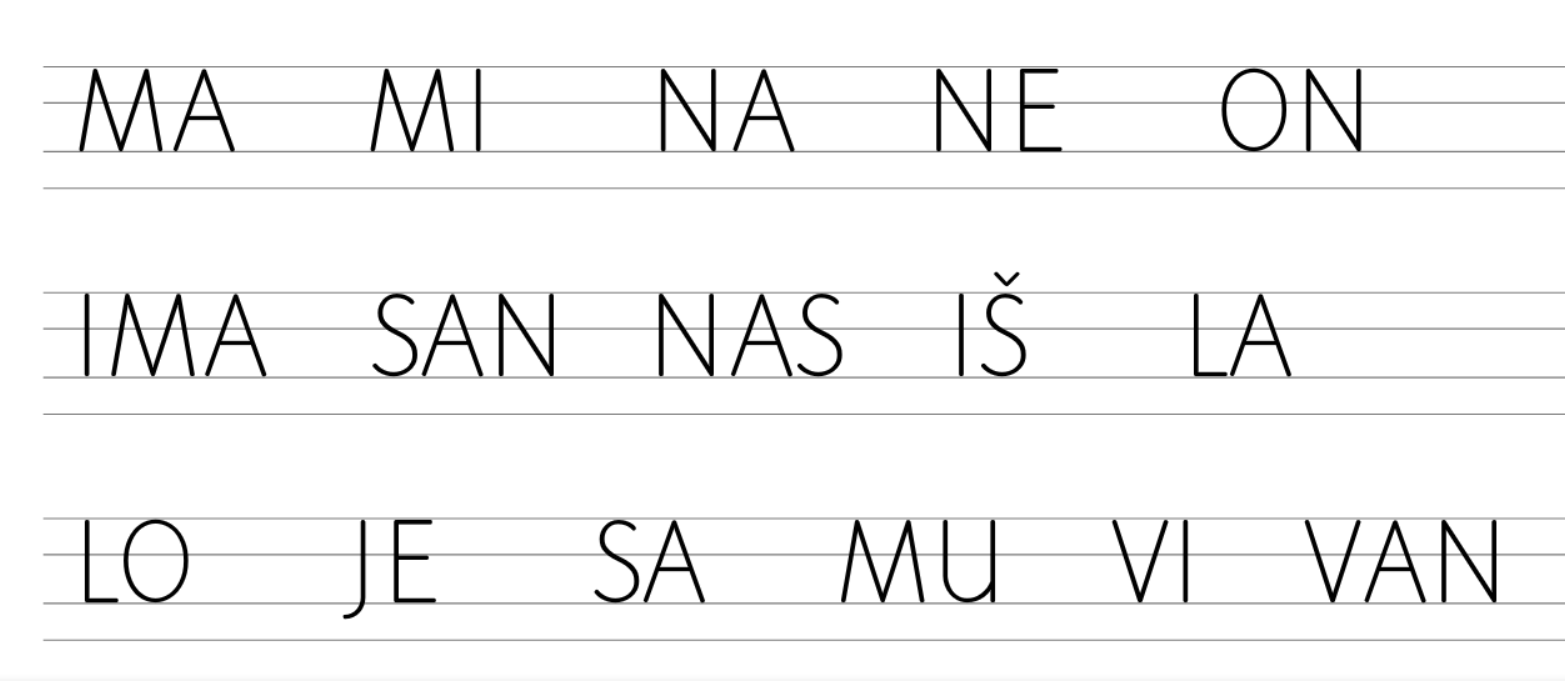 MA MI NA NE ON
IMA SAN NAS IŠ LA
LO JE SA MU VI VAN